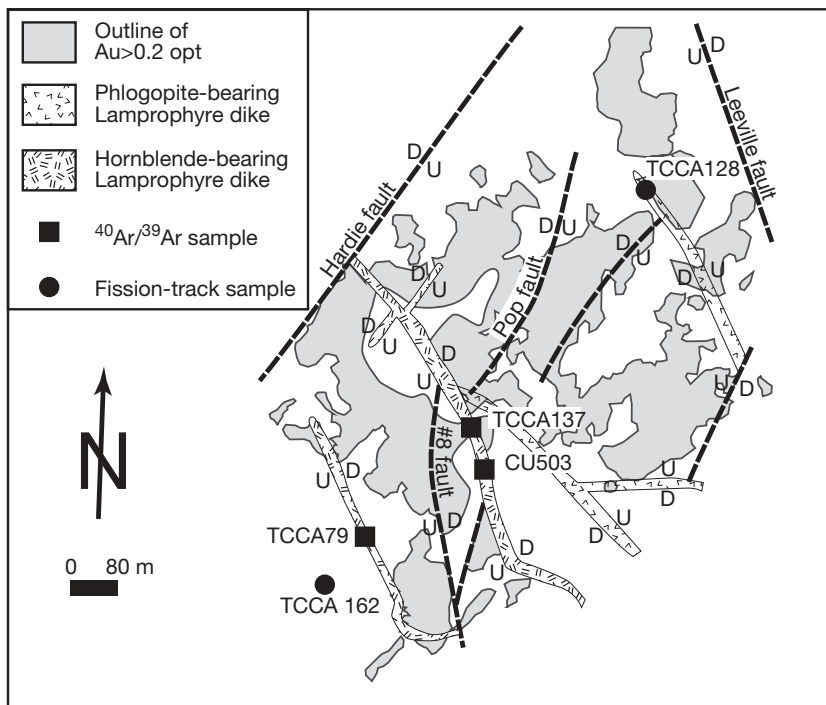 Outline of
Au>0.2 opt
Phlogopite-bearing
Lamprophyre dike
Hornblende-bearing
Lamprophyre dike
⁴⁰Ar/³⁹Ar sample
Fission-track sample
N
0 80 m
Hardie fault
D
U
Pop fault
D U
D
U
Leeville fault
U D
TCCA128
D U
D
U
D
U
D
U
U D
#8 fault
TCCA137
CU503
U D
U
D
U
D
TCCA79
TCCA 162
U D
D
U